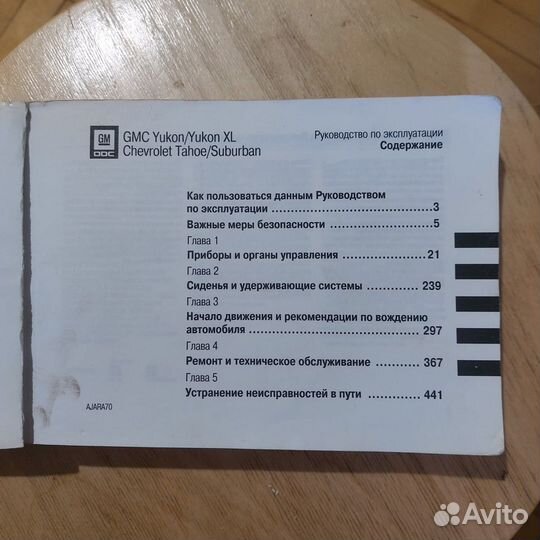 GM
ООС
GMC Yukon/Yukon XL
Chevrolet Tahoe/Suburban
Руководство по эксплуатации
Содержание
Как пользоваться данным Руководством
по эксплуатации ........................................ 3
Важные меры безопасности ........................... 5
Глава 1
Приборы и органы управления ...................... 21
Глава 2
Сиденья и удерживающие системы .............. 239
Глава 3
Начало движения и рекомендации по вождению
автомобиля ............................................. 297
Глава 4
Ремонт и техническое обслуживание ............ 367
Глава 5
Устранение неисправностей в пути .............. 441
AJARA70
Avito